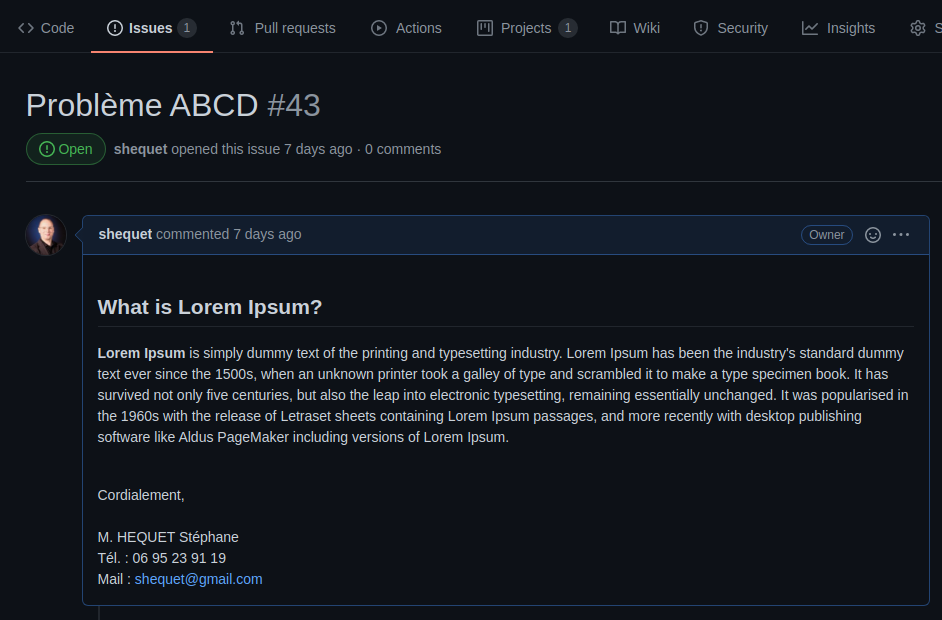 Code Issues 1 Pull requests Actions Projects 1 Wiki Security Insights S
Problème ABCD #43
Open shequet opened this issue 7 days ago · 0 comments
shequet commented 7 days ago Owner
What is Lorem Ipsum?
Lorem Ipsum is simply dummy text of the printing and typesetting industry. Lorem Ipsum has been the industry's standard dummy
text ever since the 1500s, when an unknown printer took a galley of type and scrambled it to make a type specimen book. It has
survived not only five centuries, but also the leap into electronic typesetting, remaining essentially unchanged. It was popularised in
the 1960s with the release of Letraset sheets containing Lorem Ipsum passages, and more recently with desktop publishing
software like Aldus PageMaker including versions of Lorem Ipsum.
Cordialement,
M. HEQUET Stéphane
Tél. : 06 95 23 91 19
Mail : shequet@gmail.com